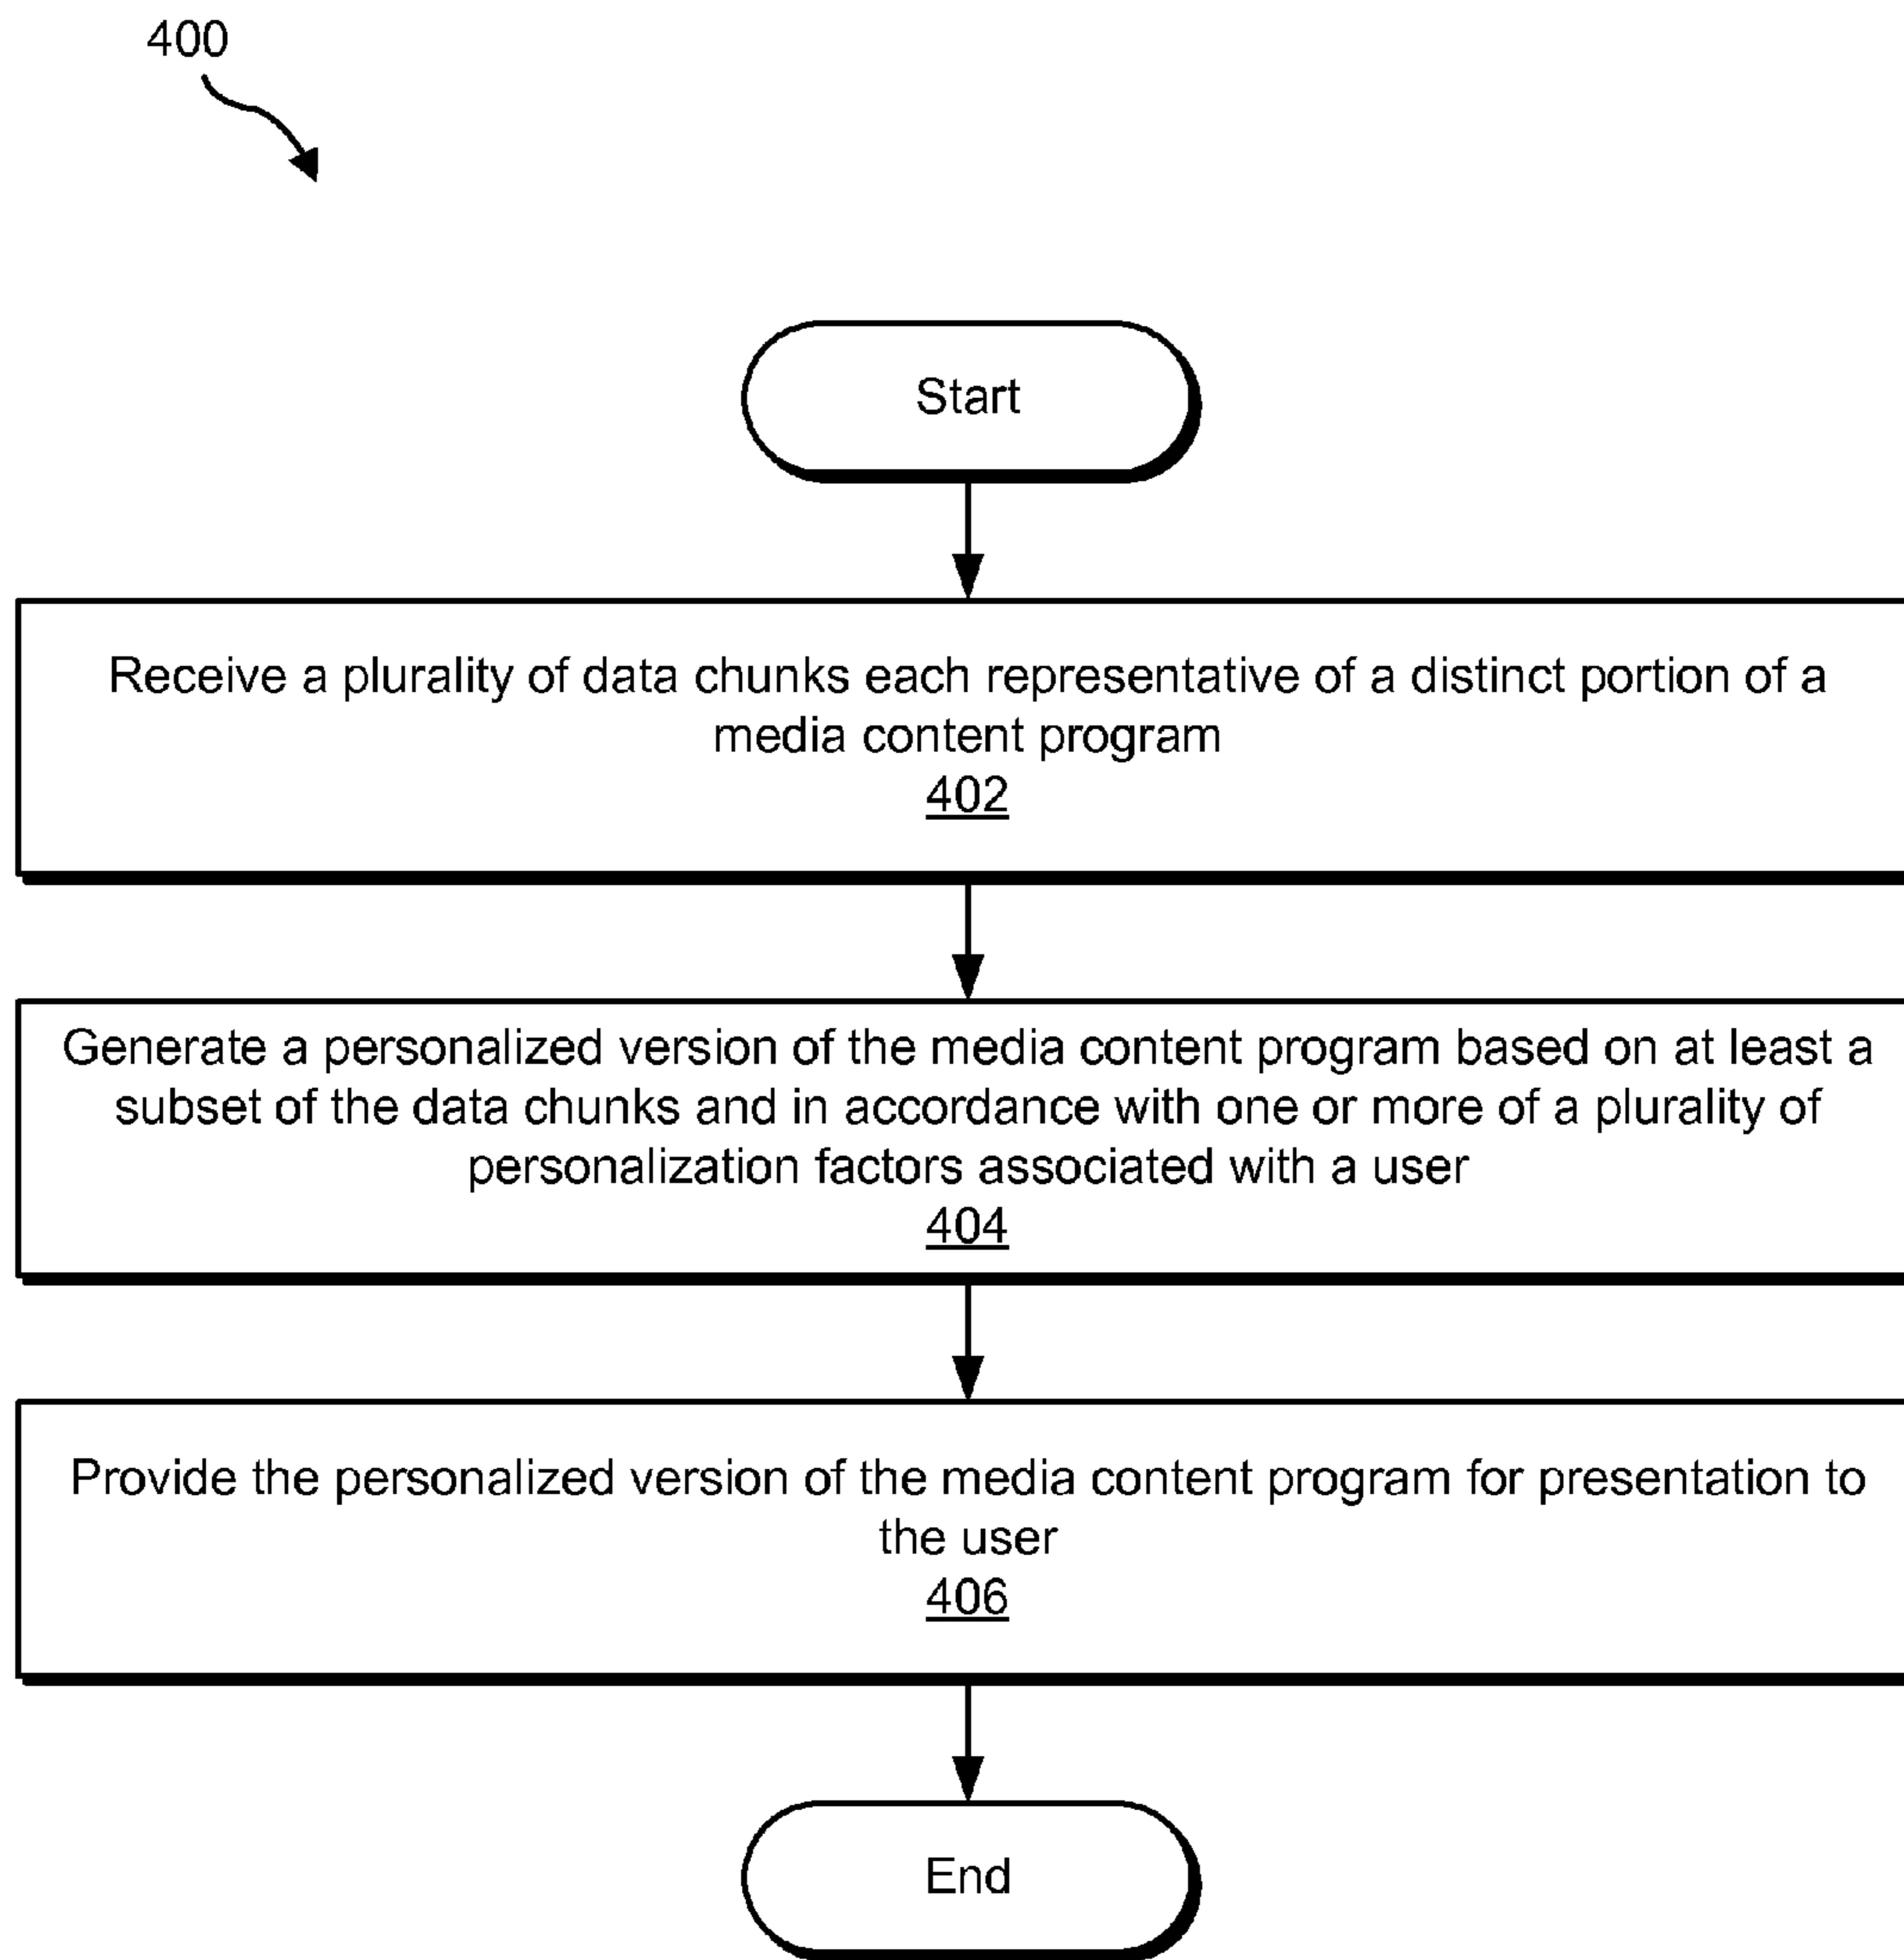 400
Start
Receive a plurality of data chunks each representative of a distinct portion of a
media content program
402
Generate a personalized version of the media content program based on at least a
subset of the data chunks and in accordance with one or more of a plurality of
personalization factors associated with a user
404
Provide the personalized version of the media content program for presentation to
the user
406
End